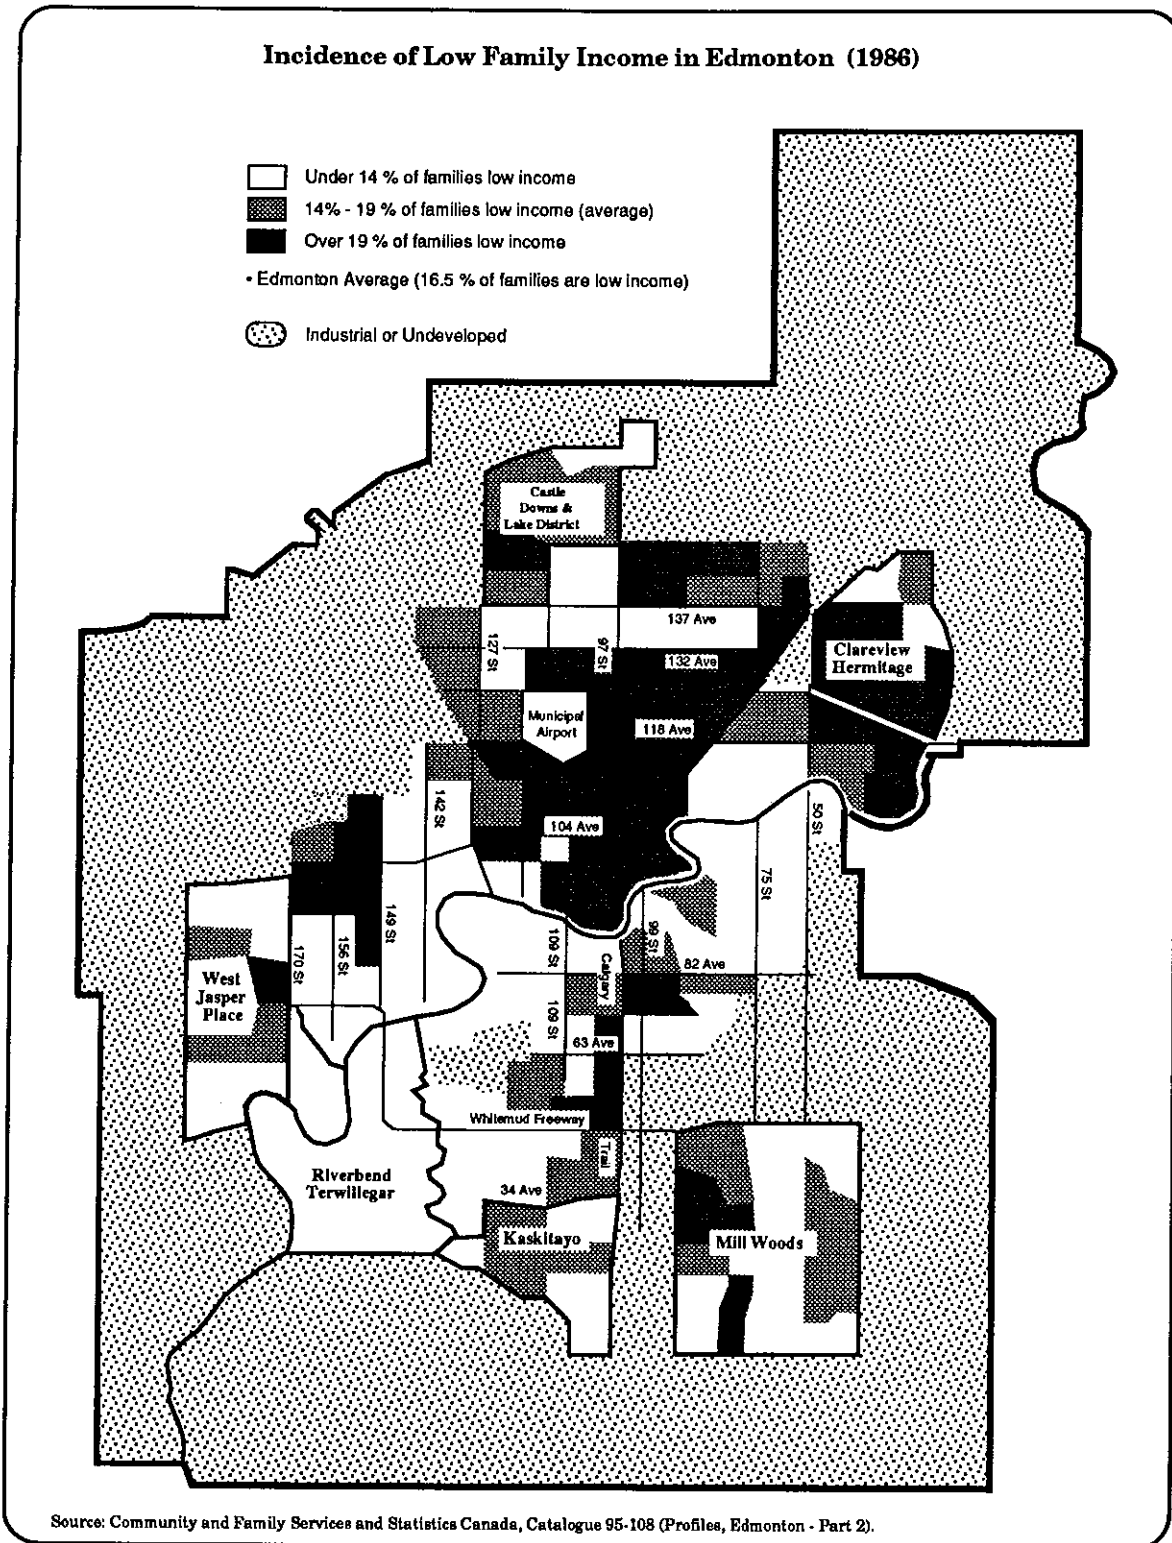 Incidence of Low Family Income in Edmonton (1986)
Under 14 % of families low income
14% - 19 % of families low income (average)
Over 19 % of families low income
• Edmonton Average (16.5 % of families are low income)
Industrial or Undeveloped
Castle
Downs &
Lake District
137 Ave
127 St
97 St
132 Ave
Clareview
Hermitage
Municipal
Airport
118 Ave
142 St
104 Ave
50 St
75 St
149 St
170 St
156 St
109 St
99 St
82 Ave
Calgary
West
Jasper
Place
109 St
63 Ave
Whitemud Freeway
Trail
Riverbend
Terwillegar
34 Ave
Kaskitayo
Mill Woods
Source: Community and Family Services and Statistics Canada, Catalogue 95-108 (Profiles, Edmonton - Part 2).